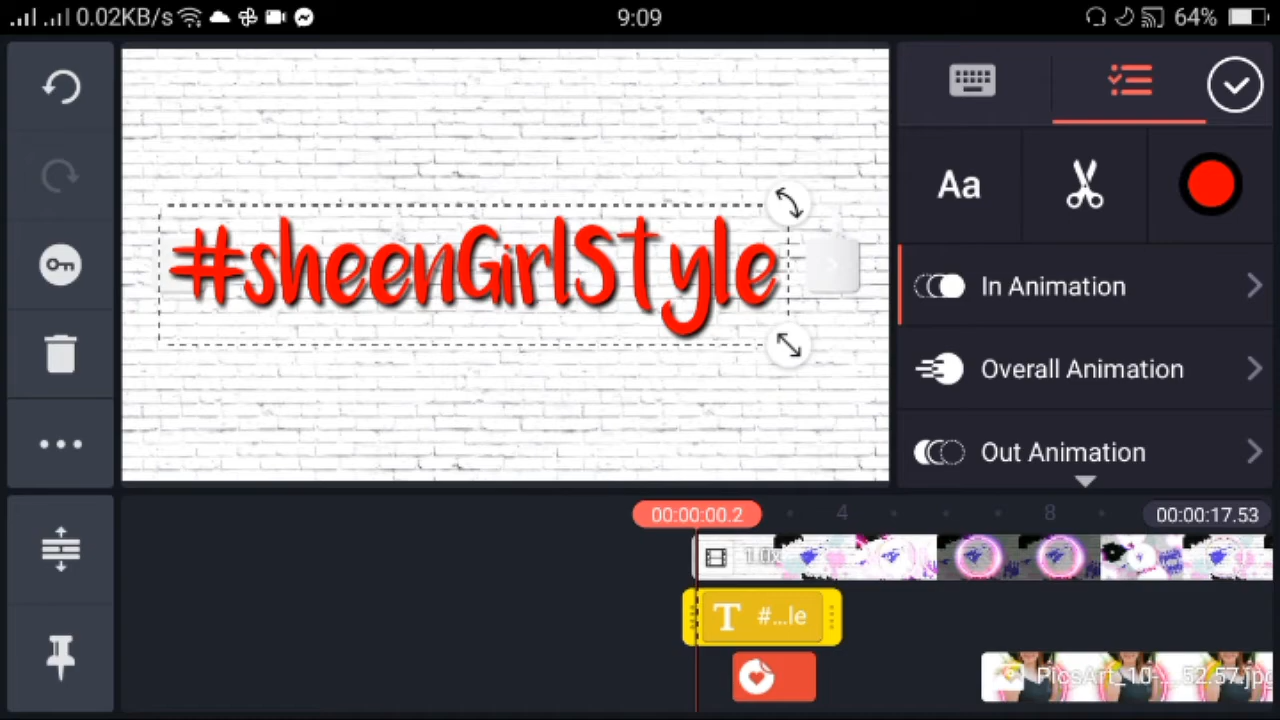 0.02KB/s
9:09
64%
#sheenGirlStyle
Aa
In Animation
Overall Animation
Out Animation
00:00:00.2
4
8
00:00:17.53
1.0x
T #...le
PicsArt_10-...52.57.jpg